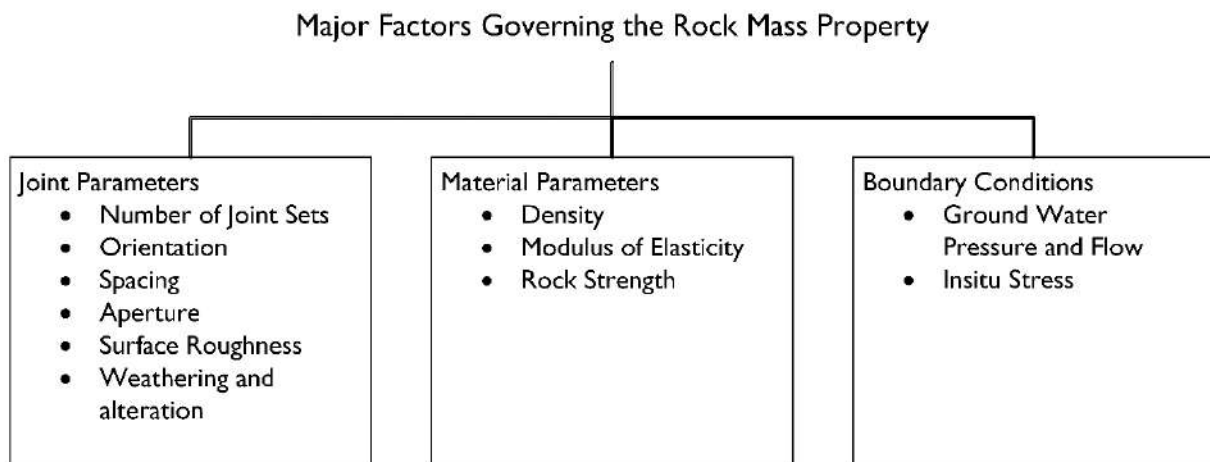 Major Factors Governing the Rock Mass Property
Joint Parameters
• Number of Joint Sets
• Orientation
• Spacing
• Aperture
• Surface Roughness
• Weathering and
alteration
Material Parameters
• Density
• Modulus of Elasticity
• Rock Strength
Boundary Conditions
• Ground Water
Pressure and Flow
• Insitu Stress